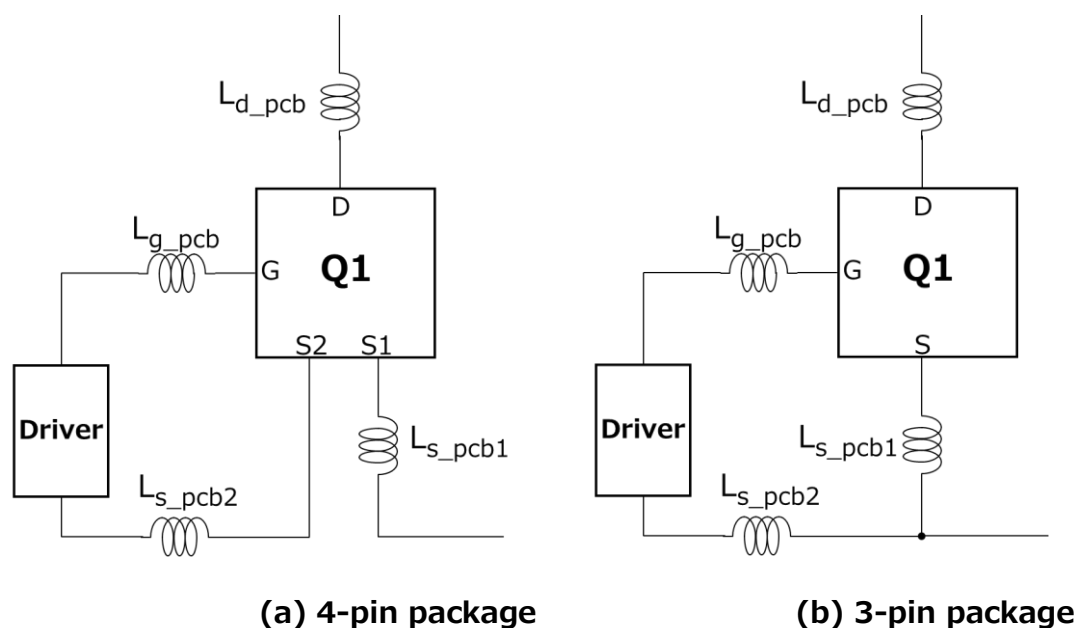 L_d_pcb
D
L_g_pcb
G
Q1
S2
S1
Driver
L_s_pcb1
L_s_pcb2
(a) 4-pin package
L_d_pcb
D
L_g_pcb
G
Q1
S
Driver
L_s_pcb1
L_s_pcb2
(b) 3-pin package